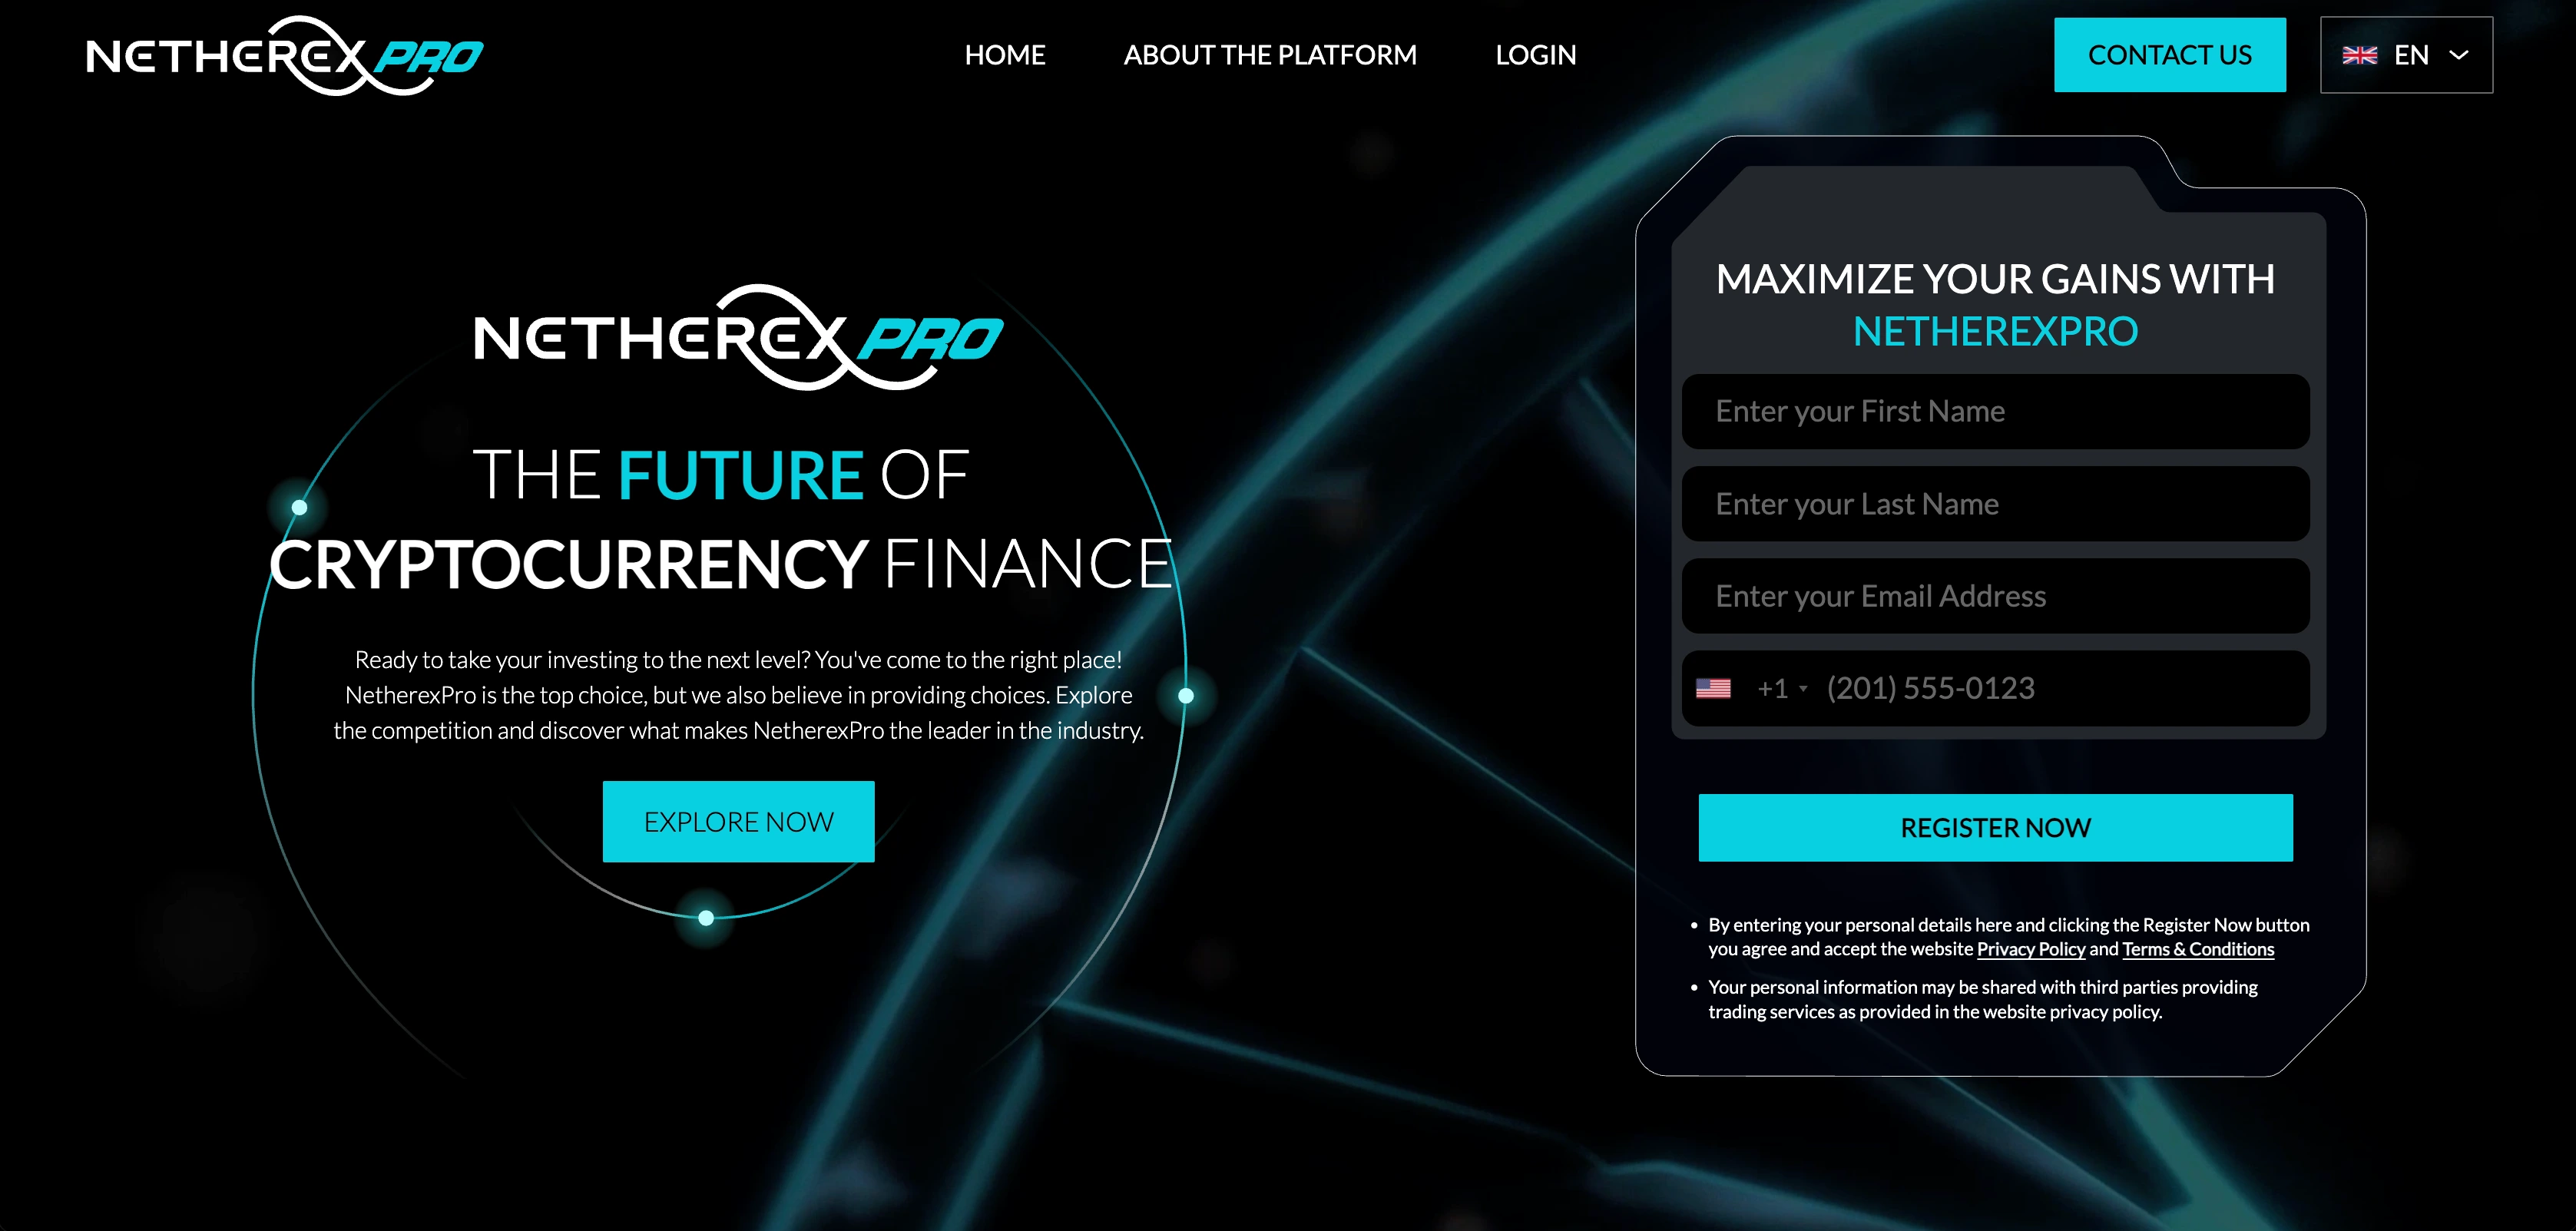 NETHEREX PRO
HOME
ABOUT THE PLATFORM
LOGIN
CONTACT US
EN
NETHEREX PRO
THE FUTURE OF
CRYPTOCURRENCY FINANCE
Ready to take your investing to the next level? You've come to the right place!
NetherexPro is the top choice, but we also believe in providing choices. Explore
the competition and discover what makes NetherexPro the leader in the industry.
EXPLORE NOW
MAXIMIZE YOUR GAINS WITH
NETHEREXPRO
Enter your First Name
Enter your Last Name
Enter your Email Address
+1 (201) 555-0123
REGISTER NOW
• By entering your personal details here and clicking the Register Now button
you agree and accept the website Privacy Policy and Terms & Conditions
• Your personal information may be shared with third parties providing
trading services as provided in the website privacy policy.